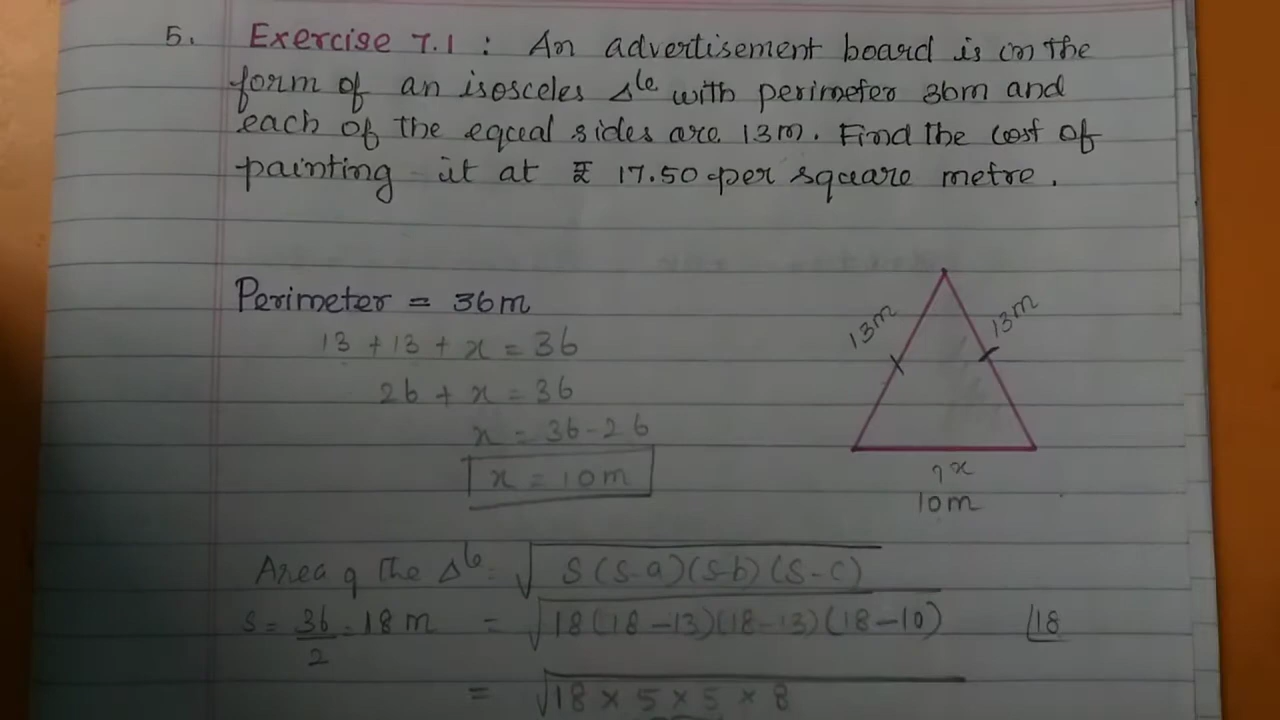 5. Exercise 7.1 : An advertisement board is in the
form of an isosceles Δle with perimeter 36m and
each of the equal sides are 13m. Find the cost of
painting it at ₹ 17.50 per square metre.
Perimeter = 36m
13 + 13 + x = 36
26 + x = 36
x = 36-26
x = 10m
13m 13m
? x
10m
Area of the Δle = √s(s-a)(s-b)(s-c)
s = 36/2 = 18m = √18(18-13)(18-13)(18-10) 18
= √18 × 5 × 5 × 8